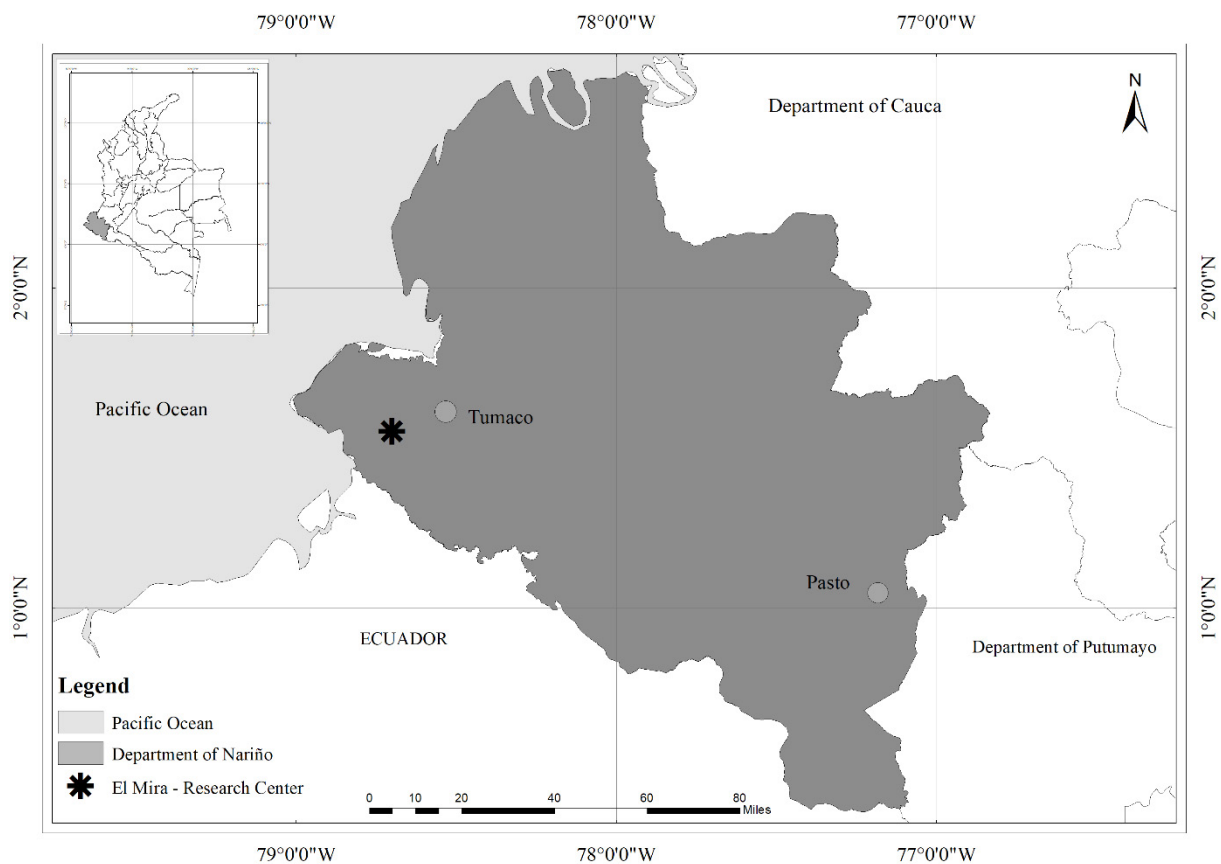 79°0'0"W
78°0'0"W
77°0'0"W
N
Department of Cauca
2°0'0"N
2°0'0"N
Pacific Ocean
Tumaco
Pasto
1°0'0"N
1°0'0"N
ECUADOR
Department of Putumayo
Legend
Pacific Ocean
Department of Nariño
El Mira - Research Center
0 10 20 40 60 80
Miles
79°0'0"W
78°0'0"W
77°0'0"W